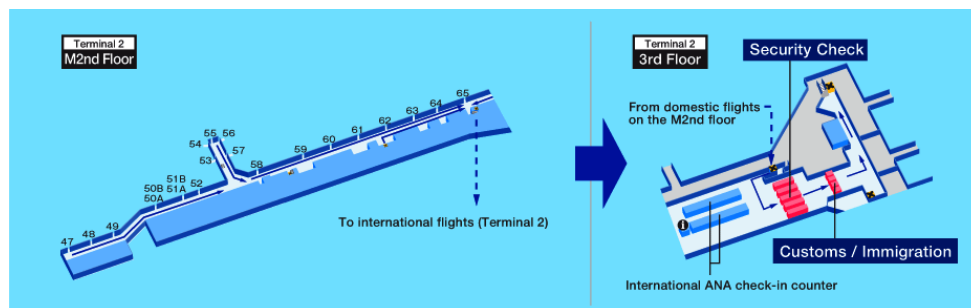 Terminal 2
M2nd Floor
47
48
49
50B
50A
51B
51A
52
53
54
55
56
57
58
59
60
61
62
63
64
65
To international flights (Terminal 2)
Terminal 2
3rd Floor
Security Check
From domestic flights
on the M2nd floor
i
Customs / Immigration
International ANA check-in counter